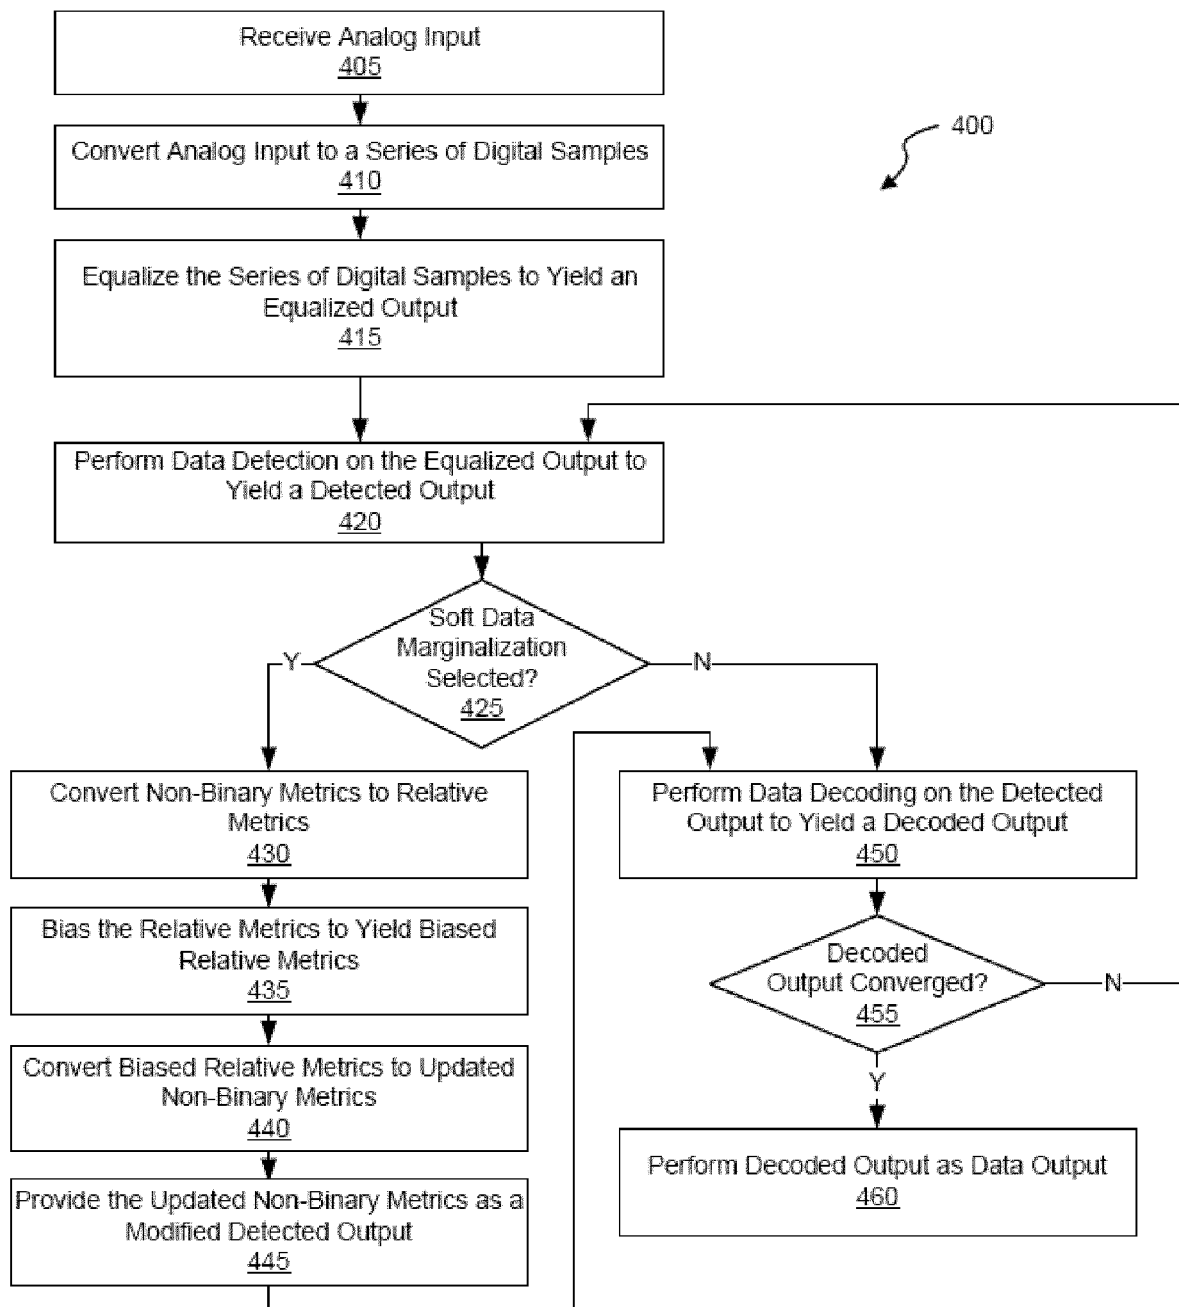 Receive Analog Input
405
Convert Analog Input to a Series of Digital Samples
410
400
Equalize the Series of Digital Samples to Yield an
Equalized Output
415
Perform Data Detection on the Equalized Output to
Yield a Detected Output
420
Soft Data
Marginalization
Selected?
425
Y
N
Convert Non-Binary Metrics to Relative
Metrics
430
Bias the Relative Metrics to Yield Biased
Relative Metrics
435
Convert Biased Relative Metrics to Updated
Non-Binary Metrics
440
Provide the Updated Non-Binary Metrics as a
Modified Detected Output
445
Perform Data Decoding on the Detected
Output to Yield a Decoded Output
450
Decoded
Output Converged?
455
N
Y
Perform Decoded Output as Data Output
460